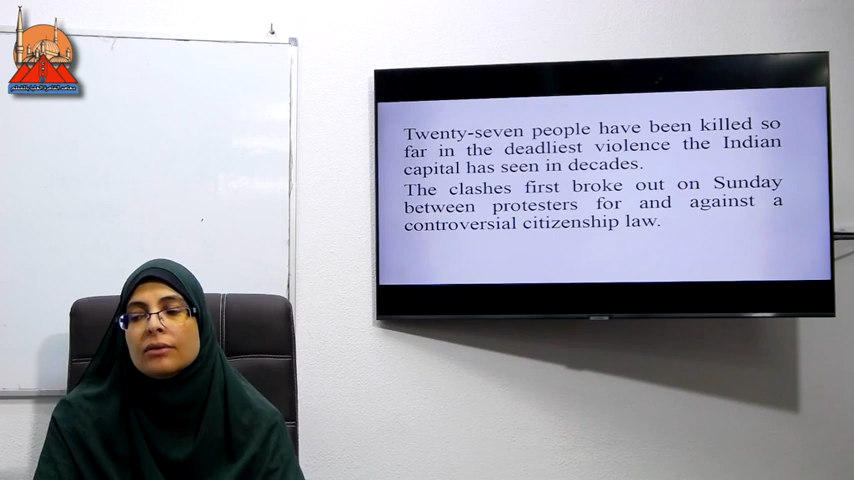 Twenty-seven people have been killed so
far in the deadliest violence the Indian
capital has seen in decades.
The clashes first broke out on Sunday
between protesters for and against a
controversial citizenship law.